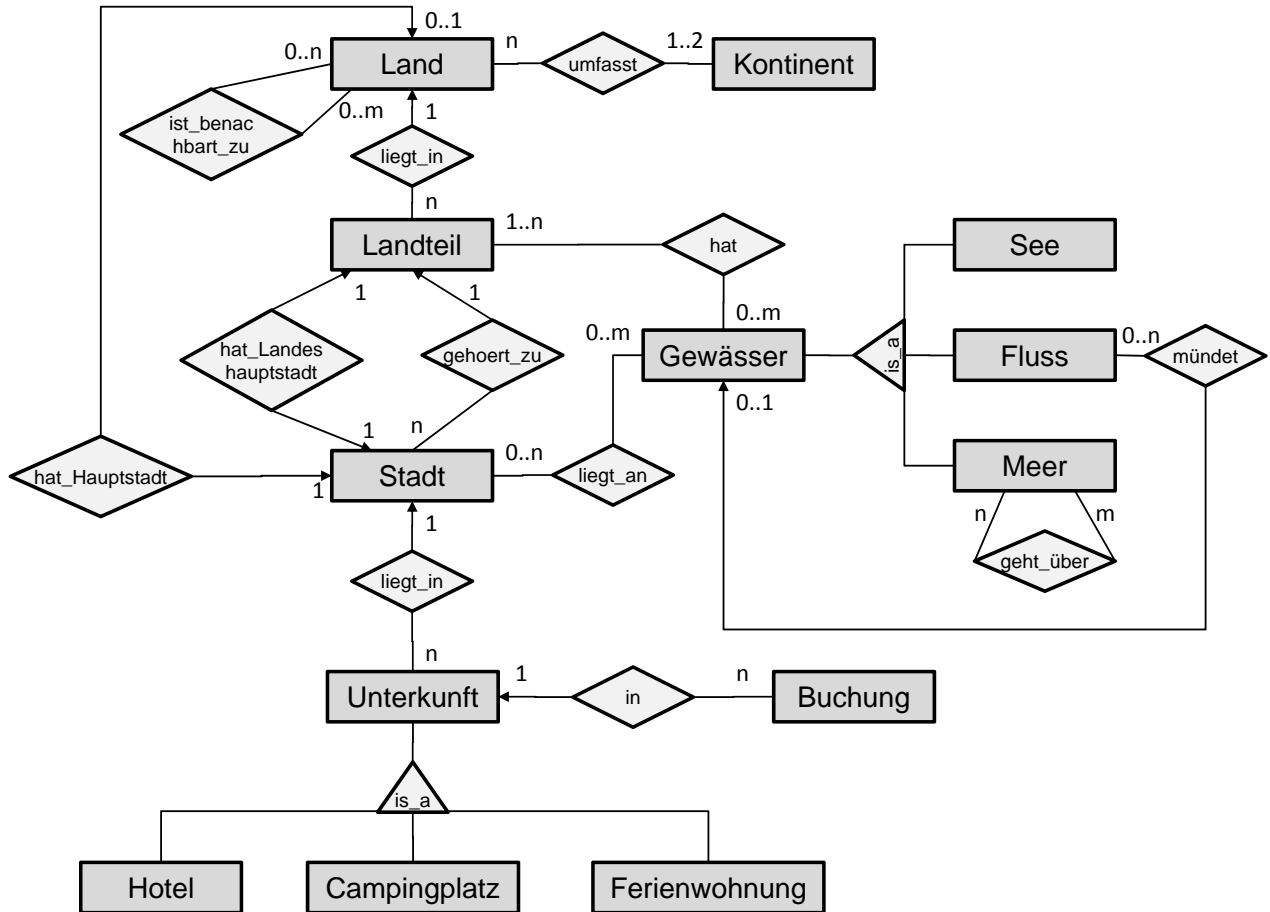 0..1
0..n
Land
n
umfasst
1..2
Kontinent
ist_benac
hbart_zu
0..m
1
liegt_in
n
Landteil
1..n
hat
See
1
1
0..m
0..m
hat_Landes
hauptstadt
gehoert_zu
Gewässer
is_a
Fluss
0..n
mündet
0..1
1
n
hat_Hauptstadt
1
Stadt
0..n
liegt_an
Meer
n
m
geht_über
1
liegt_in
n
Unterkunft
1
in
n
Buchung
is_a
Hotel
Campingplatz
Ferienwohnung